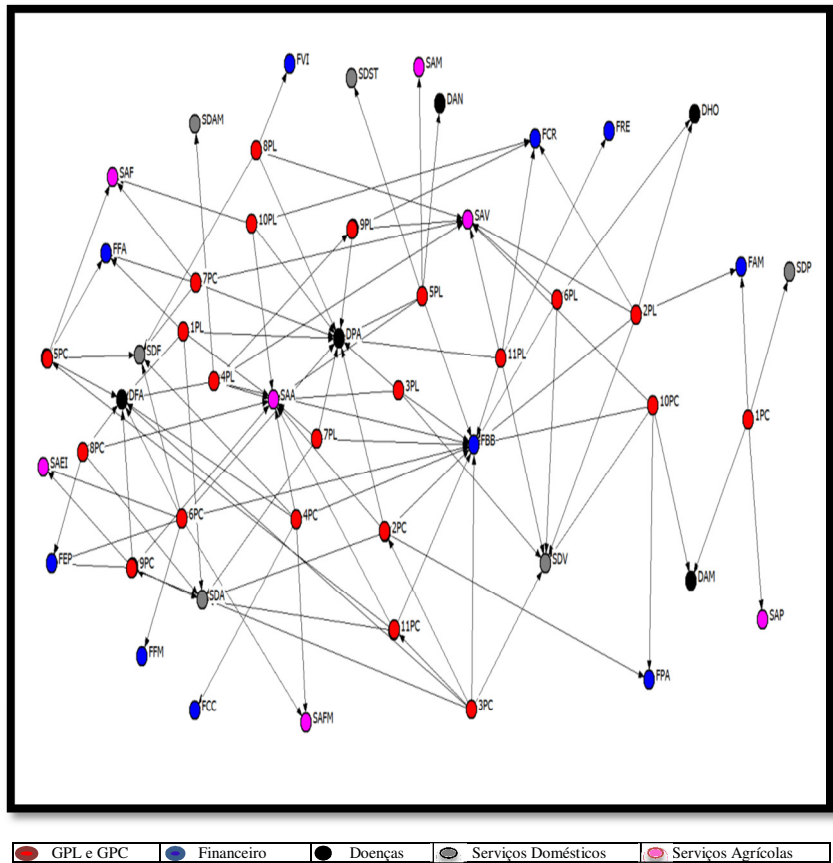 FVI
SDST
SAM
DAN
SDAM
DHO
FCR
FRE
8PL
SAF
10PL
9PL
SAV
FFA
7PC
FAM
SDP
5PL
6PL
2PL
1PL
DPA
5PC
SDF
11PL
4PL
3PL
DFA
SAA
10PC
1PC
7PL
FBB
8PC
SAEI
6PC
4PC
2PC
FEP
9PC
SDV
DAM
SDA
SAP
11PC
FFM
FPA
FCC
SAFM
3PC
GPL e GPC Financeiro Doenças Serviços Domésticos Serviços Agrícolas